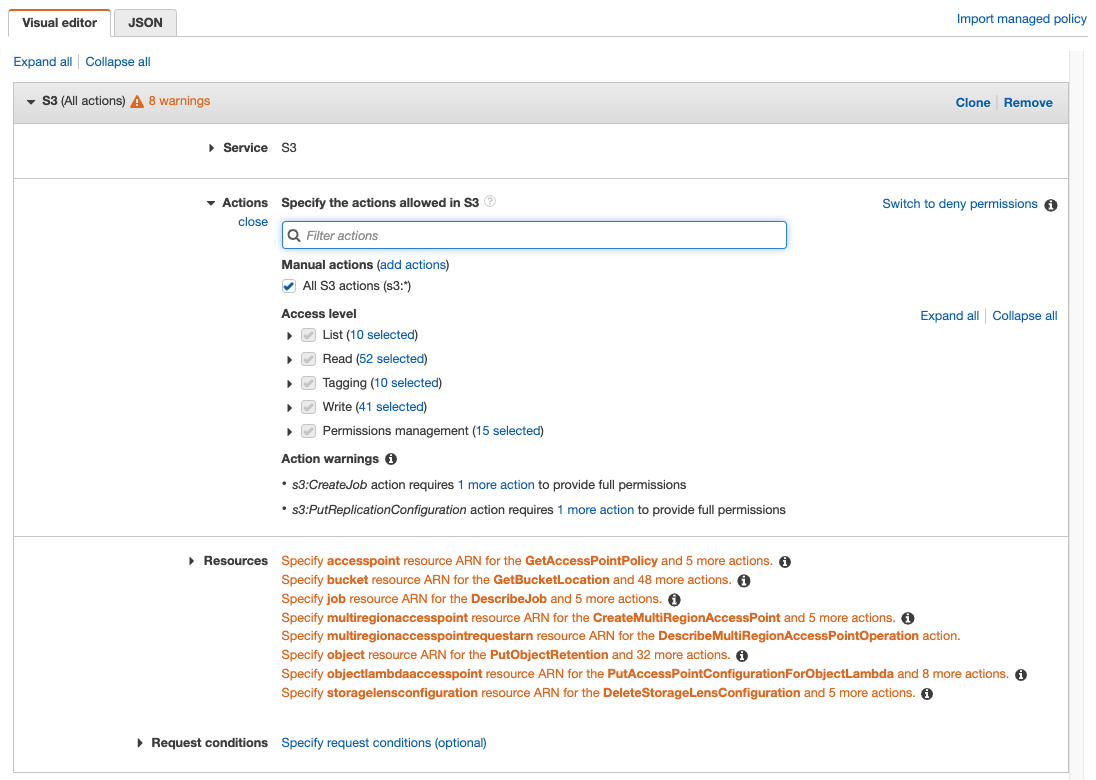 Visual editor JSON Import managed policy
Expand all Collapse all
S3 (All actions) 8 warnings Clone Remove
Service S3
Actions Specify the actions allowed in S3 ? Switch to deny permissions i
close
Filter actions
Manual actions (add actions)
All S3 actions (s3:*)
Access level Expand all Collapse all
List (10 selected)
Read (52 selected)
Tagging (10 selected)
Write (41 selected)
Permissions management (15 selected)
Action warnings i
• s3:CreateJob action requires 1 more action to provide full permissions
• s3:PutReplicationConfiguration action requires 1 more action to provide full permissions
Resources Specify accesspoint resource ARN for the GetAccessPointPolicy and 5 more actions. i
Specify bucket resource ARN for the GetBucketLocation and 48 more actions. i
Specify job resource ARN for the DescribeJob and 5 more actions. i
Specify multiregionaccesspoint resource ARN for the CreateMultiRegionAccessPoint and 5 more actions. i
Specify multiregionaccesspointrequestarn resource ARN for the DescribeMultiRegionAccessPointOperation action.
Specify object resource ARN for the PutObjectRetention and 32 more actions. i
Specify objectlambdaaccesspoint resource ARN for the PutAccessPointConfigurationForObjectLambda and 8 more actions. i
Specify storagelensconfiguration resource ARN for the DeleteStorageLensConfiguration and 5 more actions. i
Request conditions Specify request conditions (optional)